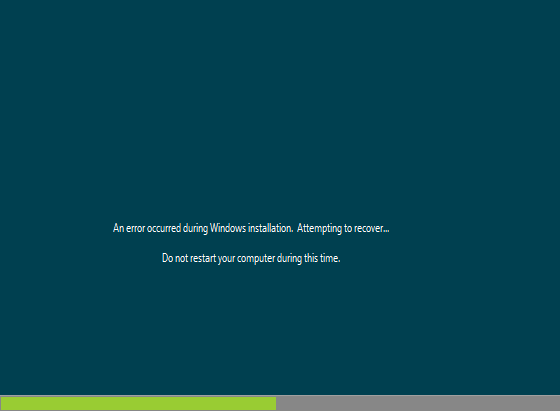 An error occurred during Windows installation.  Attempting to recover...
Do not restart your computer during this time.